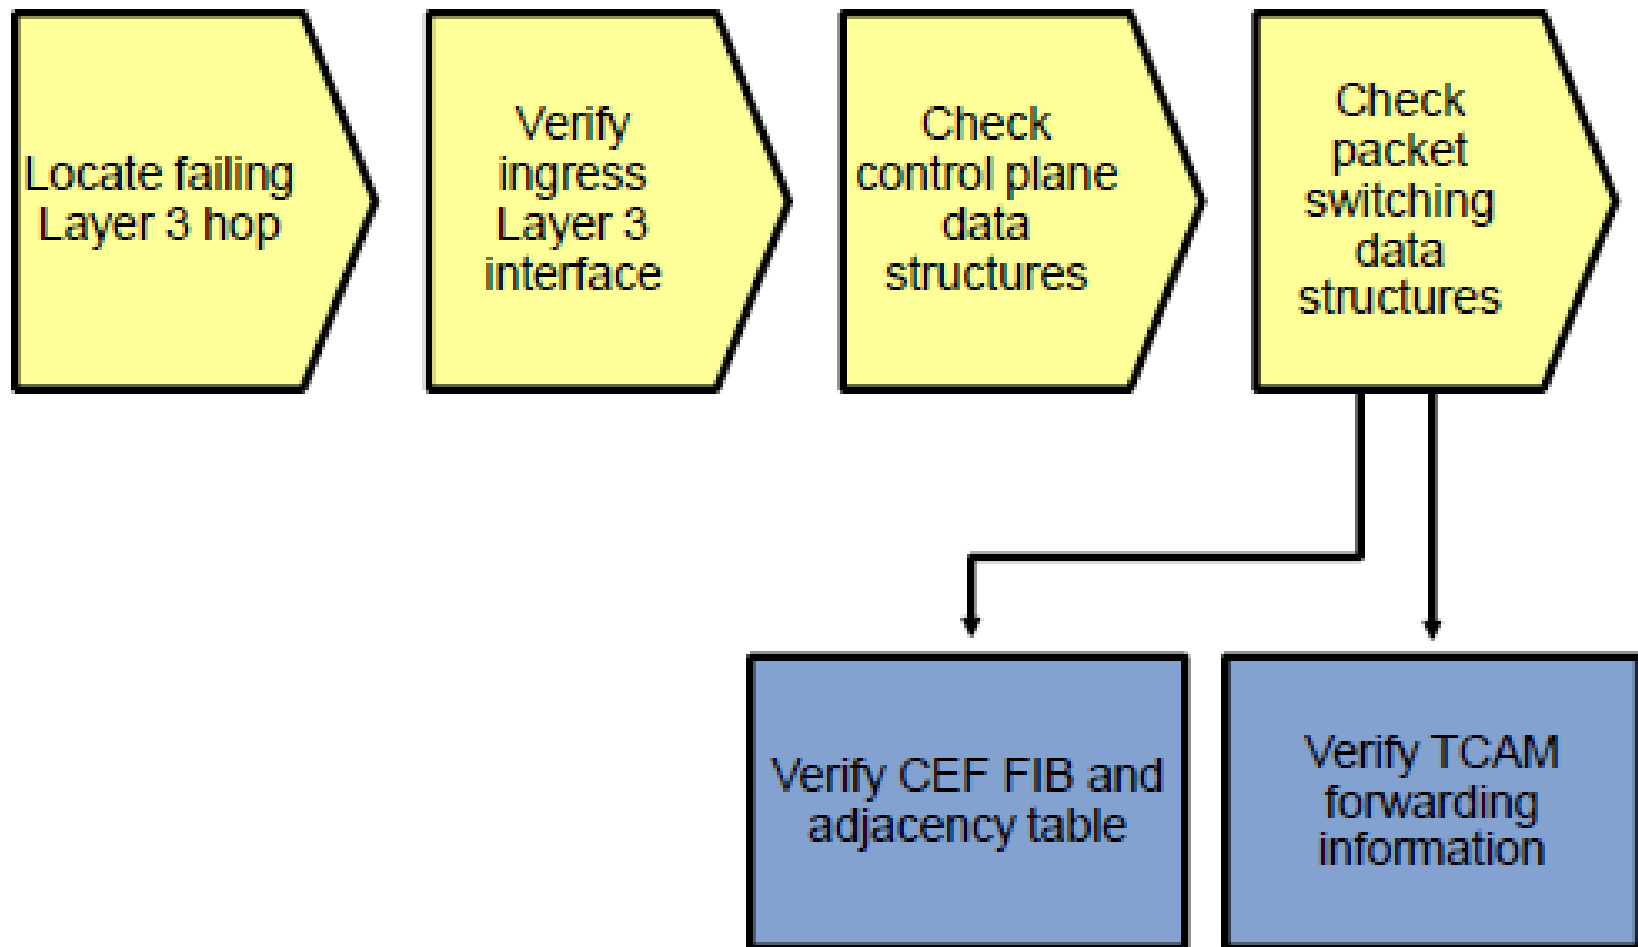 Locate failing
Layer 3 hop
Verify
ingress
Layer 3
interface
Check
control plane
data
structures
Check
packet
switching
data
structures
Verify CEF FIB and
adjacency table
Verify TCAM
forwarding
information